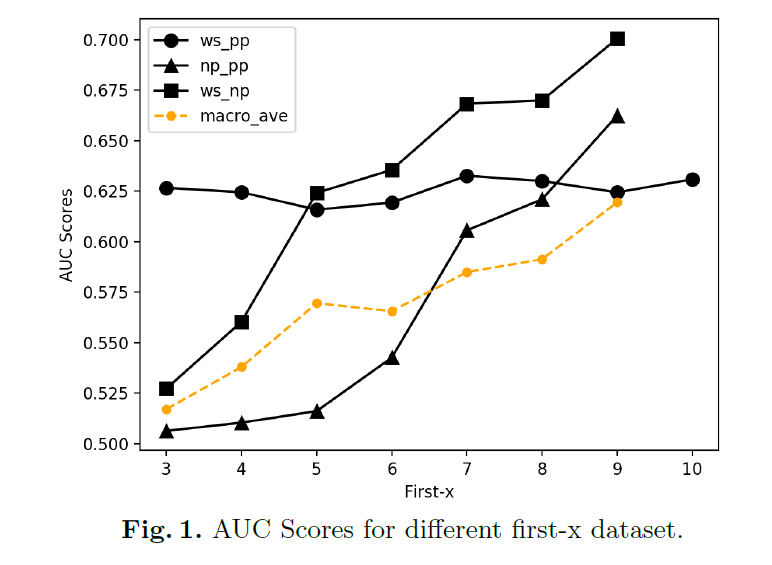 ws_pp
np_pp
ws_np
macro_ave
0.700
0.675
0.650
0.625
0.600
0.575
0.550
0.525
0.500
AUC Scores
3 4 5 6 7 8 9 10
First-x
Fig. 1. AUC Scores for different first-x dataset.